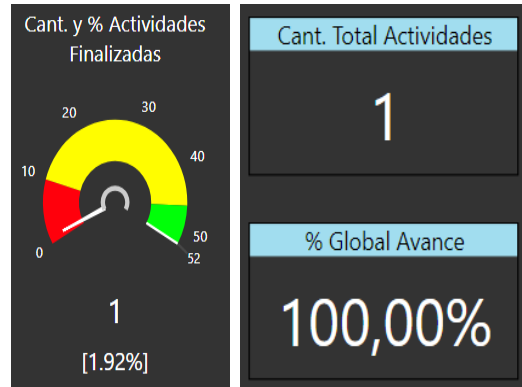 Cant. y % Actividades
Finalizadas
20
30
10
40
0
50
52
1
[1.92%]
Cant. Total Actividades
1
% Global Avance
100,00%